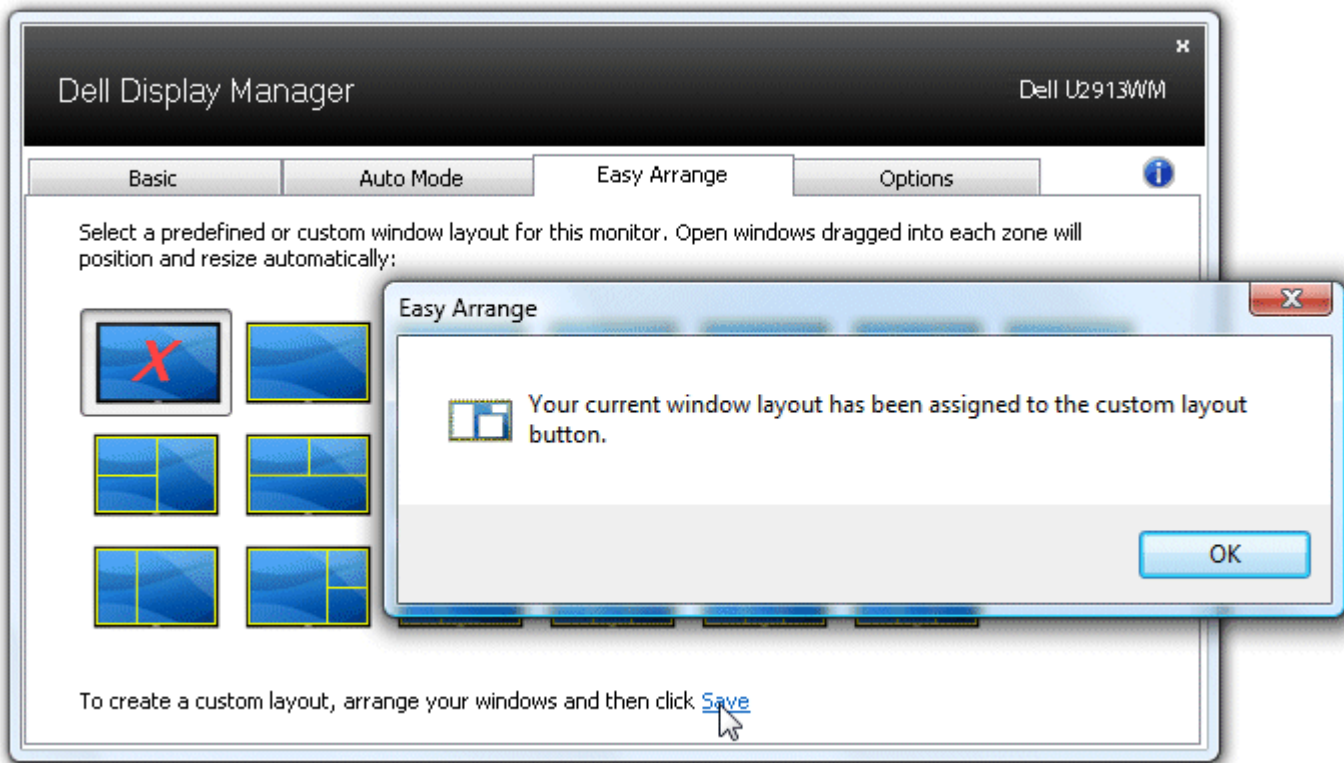 Dell Display Manager
Dell U2913WM
Basic
Auto Mode
Easy Arrange
Options
Select a predefined or custom window layout for this monitor. Open windows dragged into each zone will
position and resize automatically:
Easy Arrange
Your current window layout has been assigned to the custom layout
button.
OK
To create a custom layout, arrange your windows and then click Save